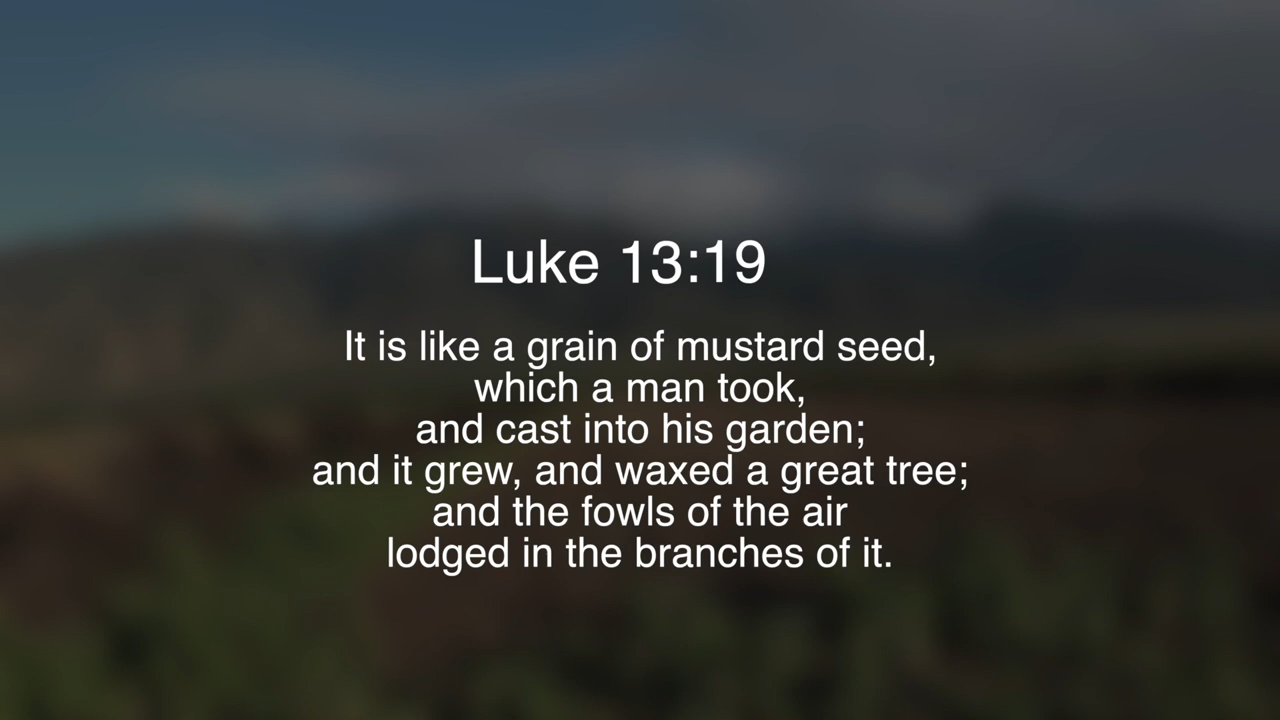 Luke 13:19
It is like a grain of mustard seed,
which a man took,
and cast into his garden;
and it grew, and waxed a great tree;
and the fowls of the air
lodged in the branches of it.